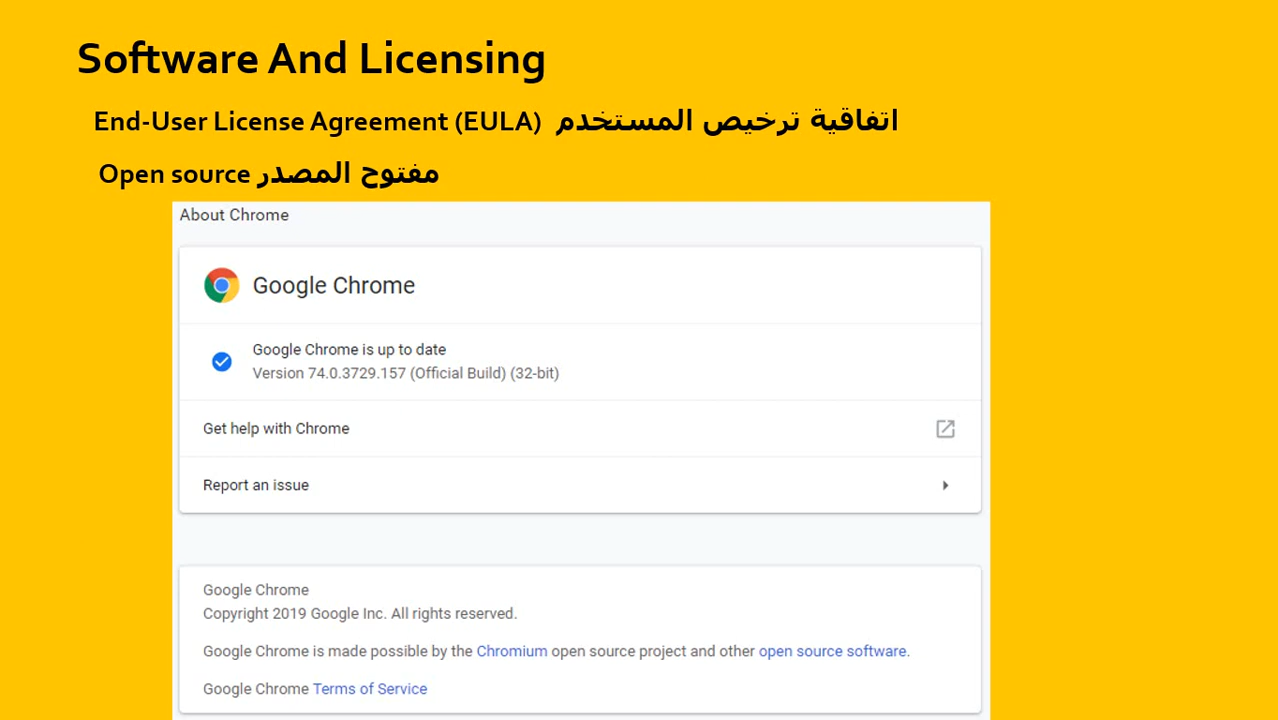 Software And Licensing
End-User License Agreement (EULA) اتفاقية ترخيص المستخدم
Open source مفتوح المصدر
About Chrome
Google Chrome
Google Chrome is up to date
Version 74.0.3729.157 (Official Build) (32-bit)
Get help with Chrome
Report an issue
Google Chrome
Copyright 2019 Google Inc. All rights reserved.
Google Chrome is made possible by the Chromium open source project and other open source software.
Google Chrome Terms of Service